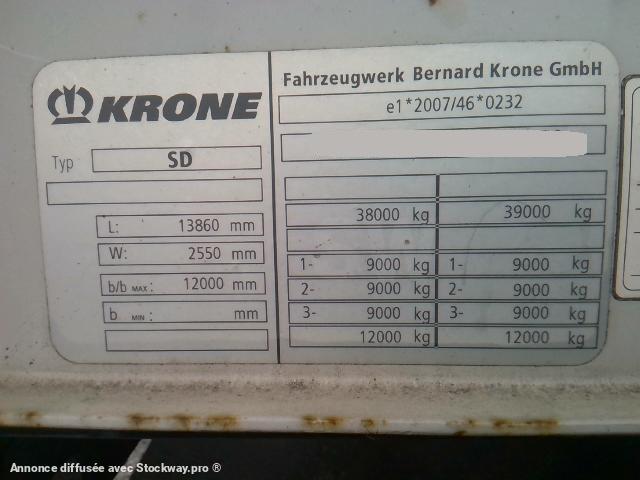 KRONE
Typ SD
L: 13860 mm
W: 2550 mm
b/b MAX: 12000 mm
b MIN: mm
Fahrzeugwerk Bernard Krone GmbH
e1*2007/46*0232
38000 kg 39000 kg
1- 9000 kg 1- 9000 kg
2- 9000 kg 2- 9000 kg
3- 9000 kg 3- 9000 kg
12000 kg 12000 kg
Annonce diffusée avec Stockway.pro ®